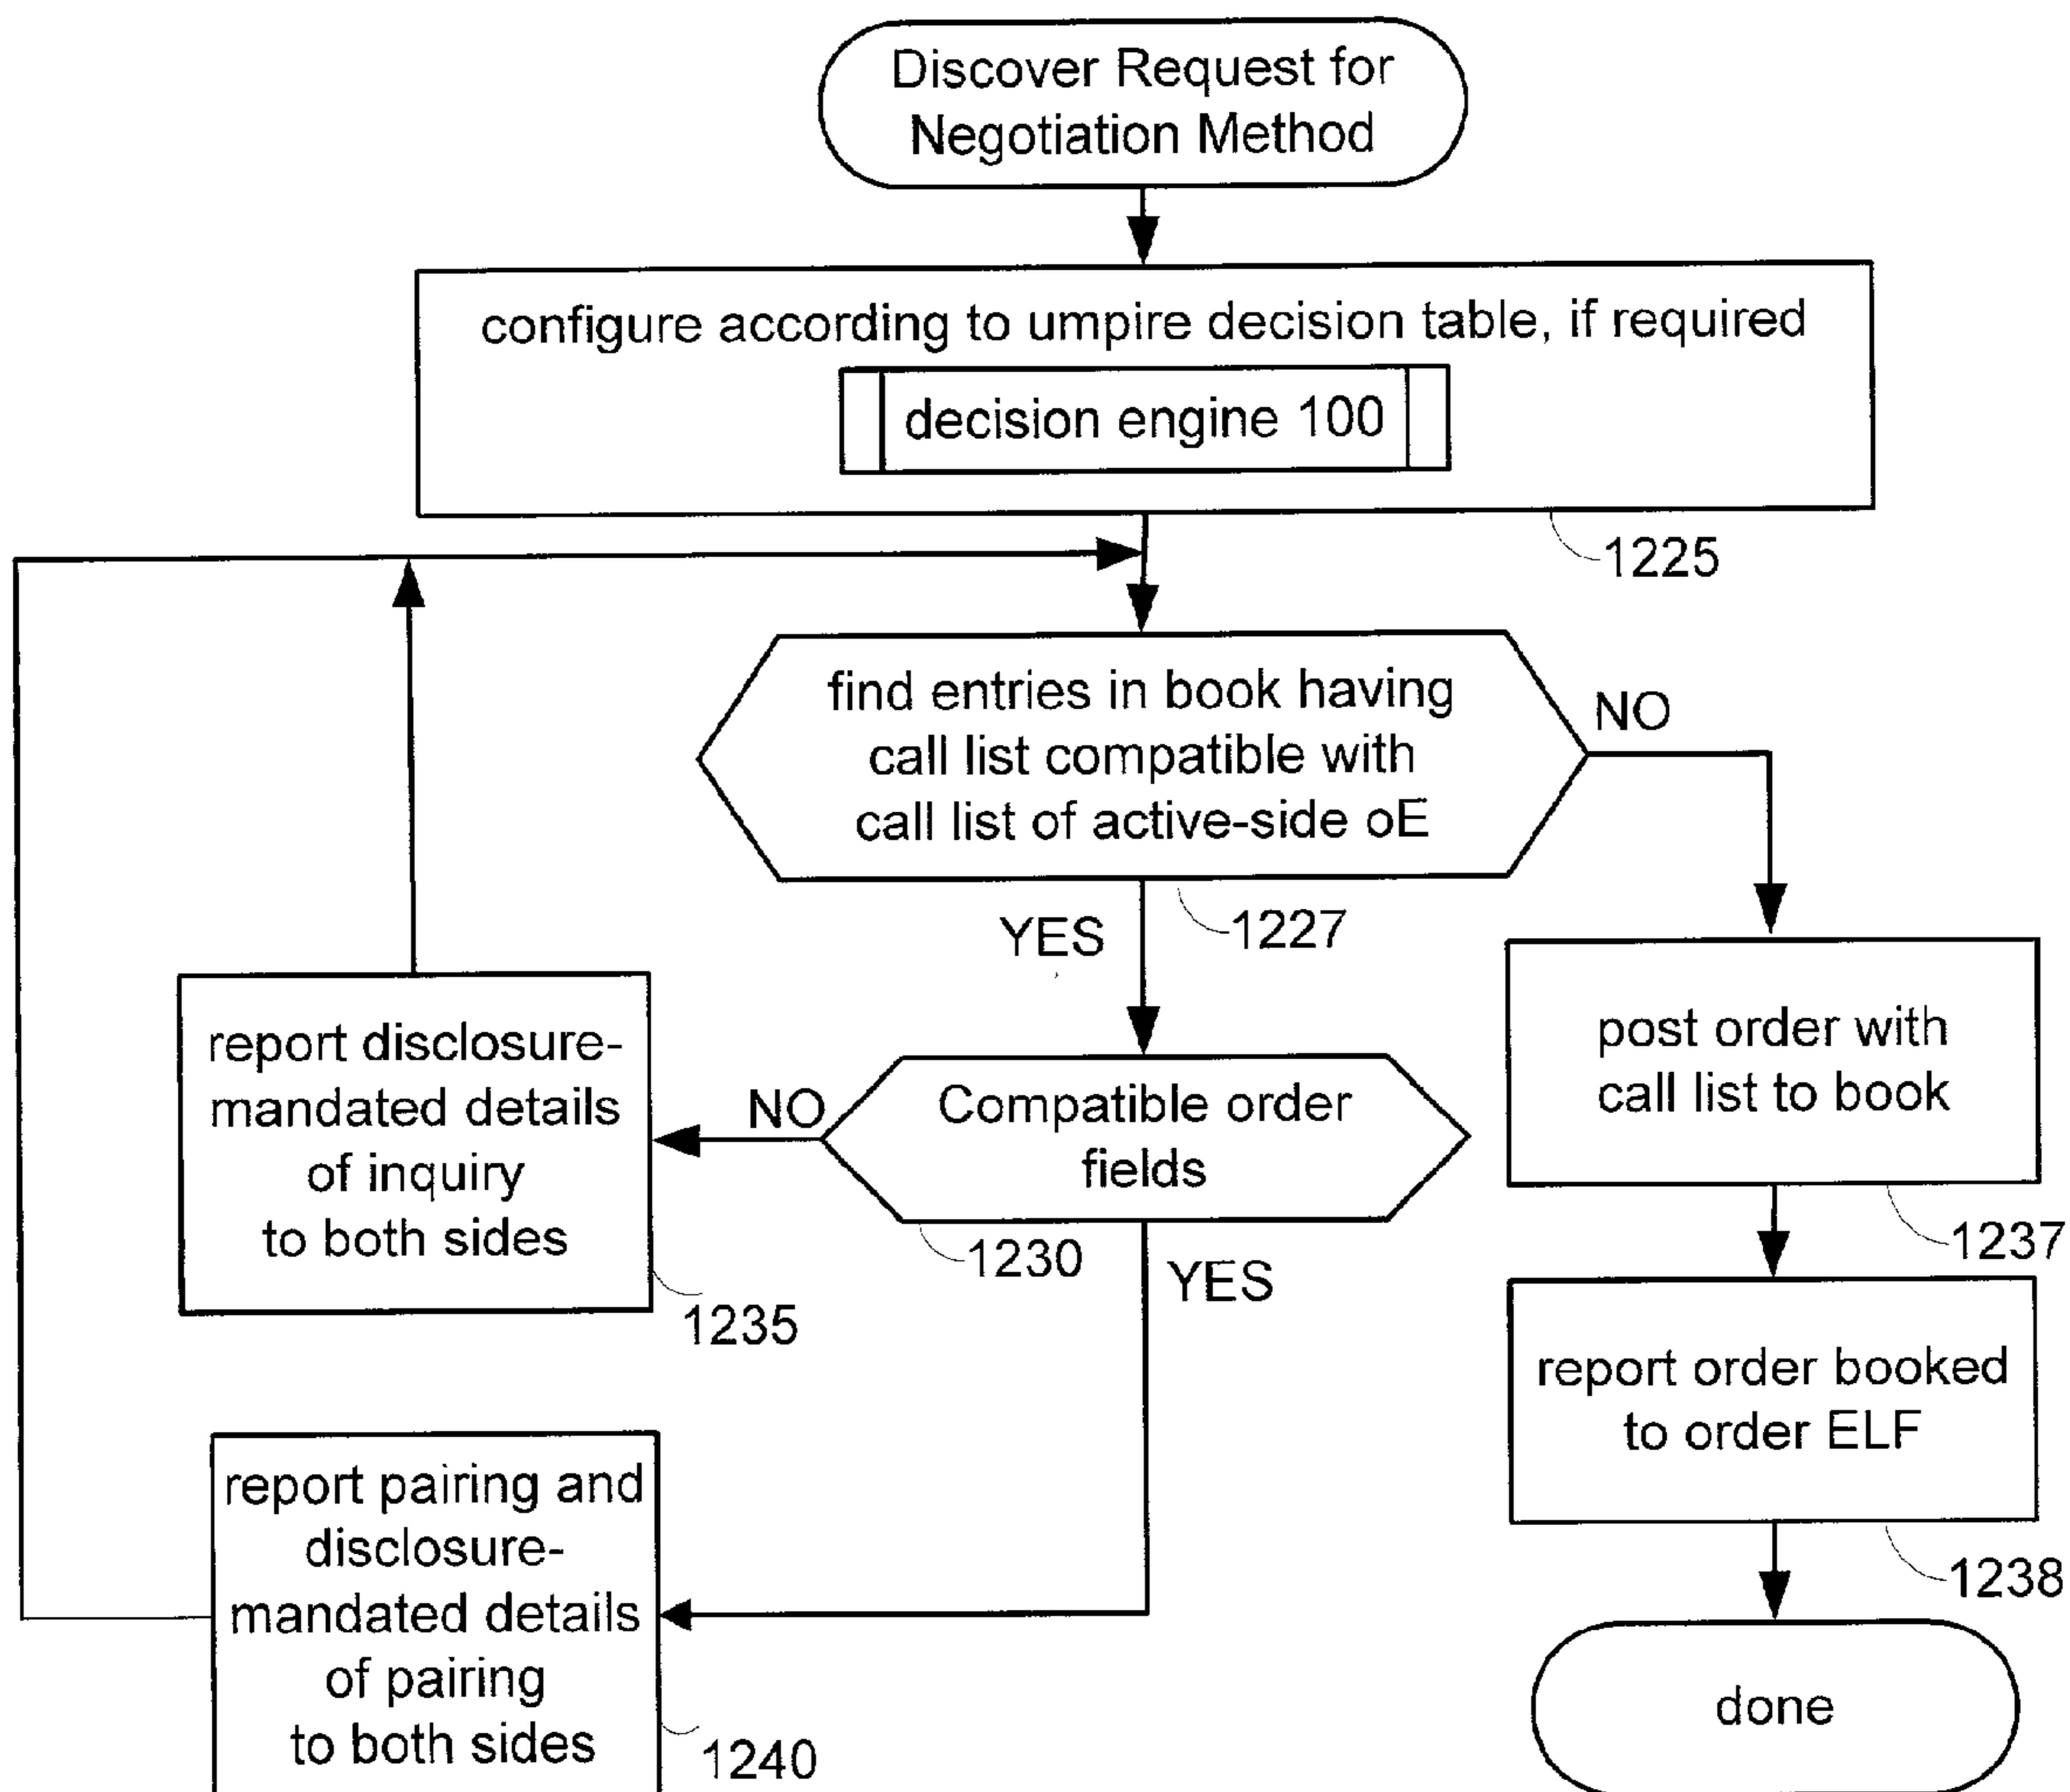 Discover Request for
Negotiation Method
configure according to umpire decision table, if required
decision engine 100
1225
find entries in book having
call list compatible with
call list of active-side oE
NO
YES
1227
post order with
call list to book
1237
report disclosure-
mandated details
of inquiry
to both sides
1235
NO
Compatible order
fields
1230
YES
report order booked
to order ELF
1238
report pairing and
disclosure-
mandated details
of pairing
to both sides
1240
done